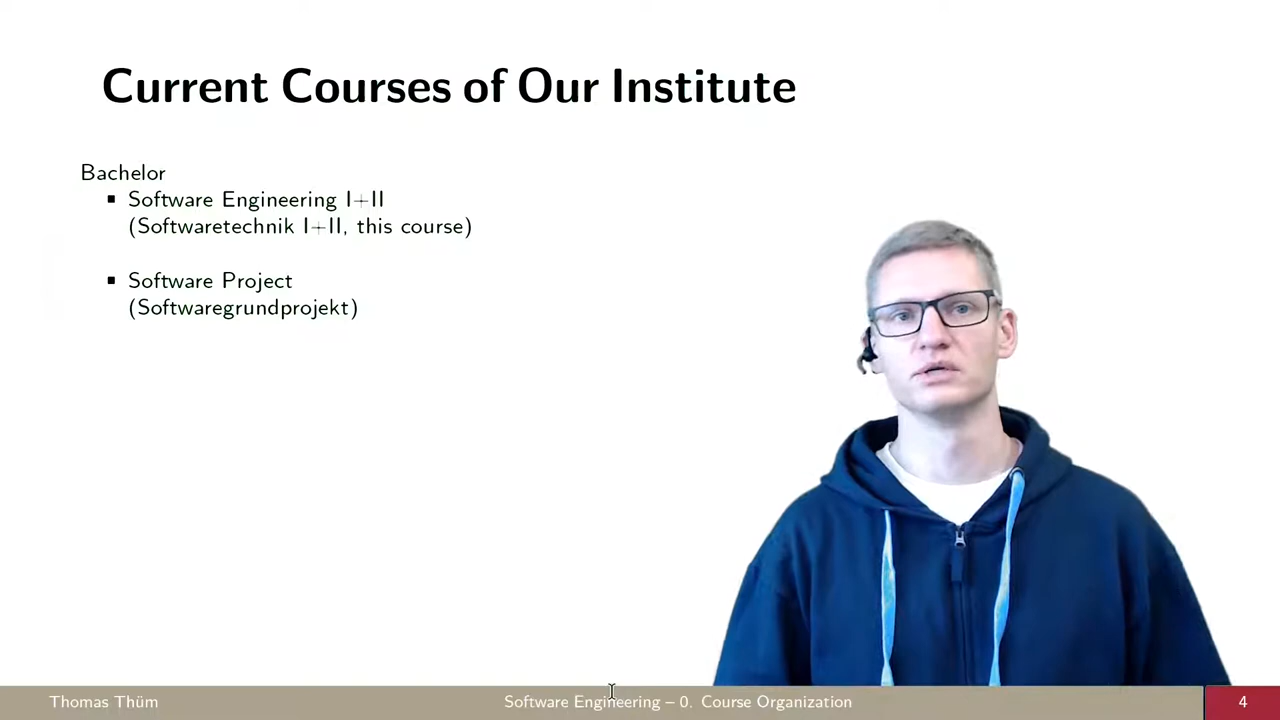 Current Courses of Our Institute
Bachelor
Software Engineering I+II
(Softwaretechnik I+II, this course)
Software Project
(Softwaregrundprojekt)
Thomas Thüm
Software Engineering – 0. Course Organization
4